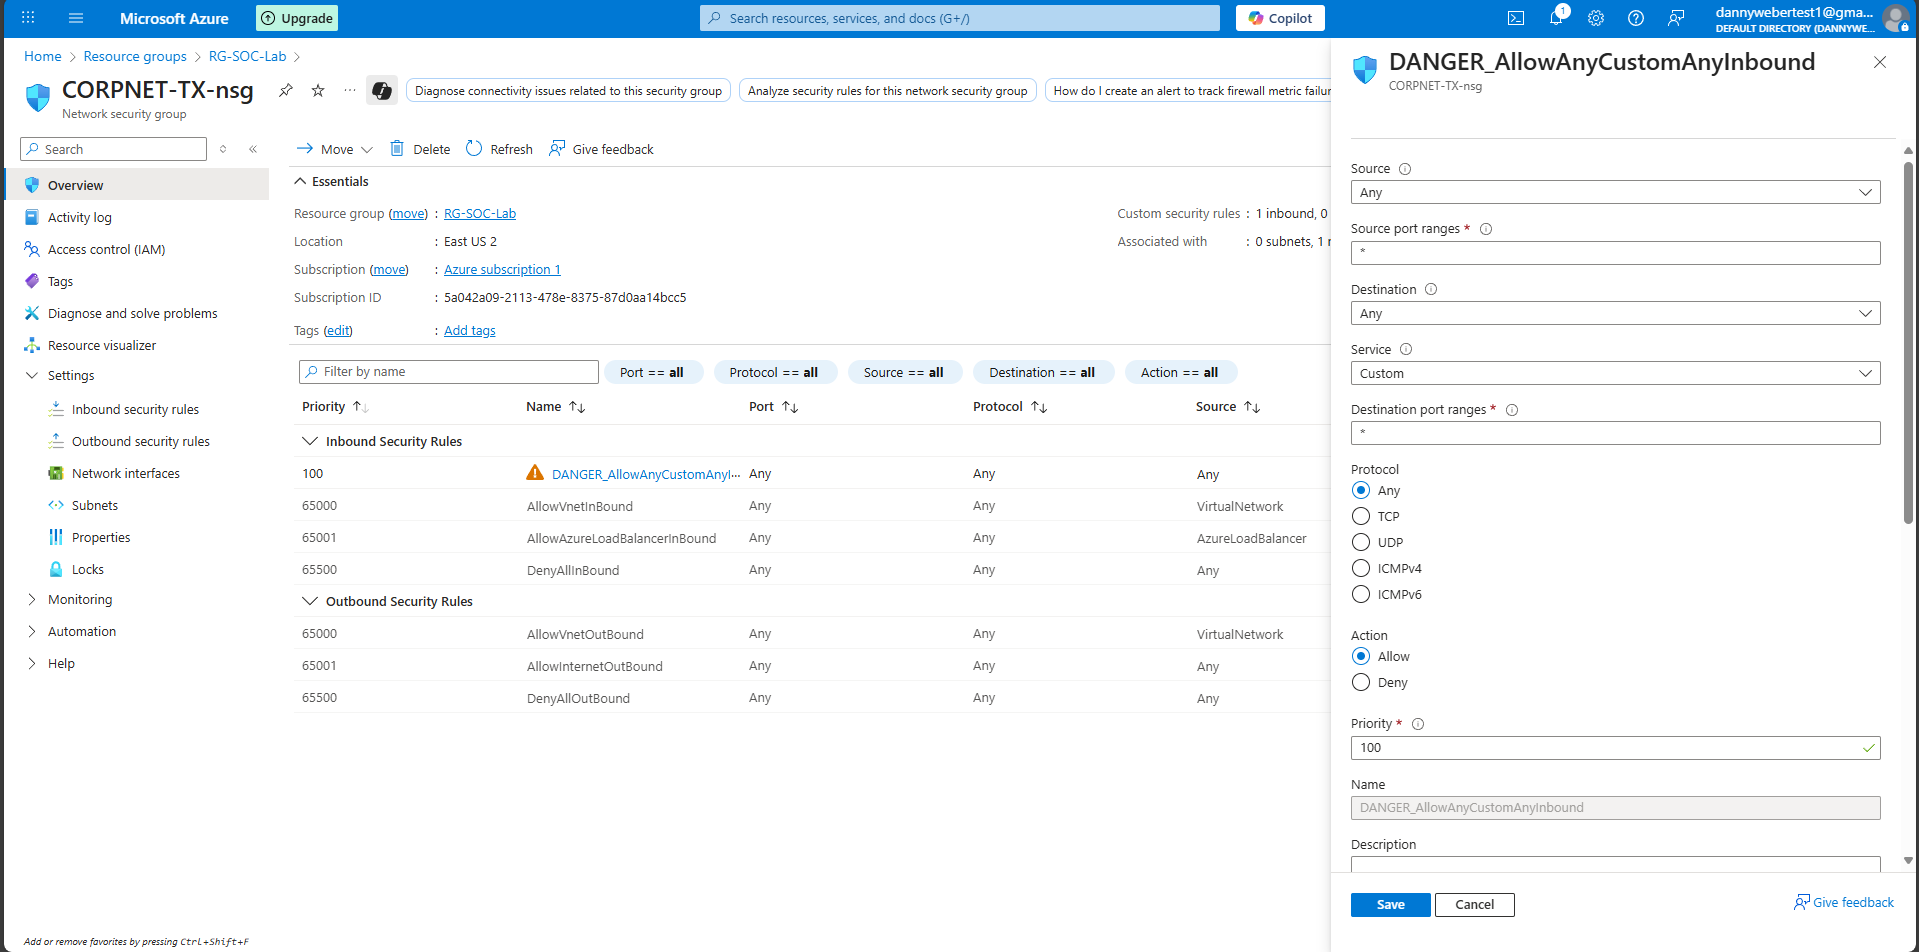 Microsoft Azure
Upgrade
Search resources, services, and docs (G+/)
Copilot
1
dannywebertest1@gma...
DEFAULT DIRECTORY (DANNYWE...
Home > Resource groups > RG-SOC-Lab >
CORPNET-TX-nsg
Network security group
Diagnose connectivity issues related to this security group
Analyze security rules for this network security group
How do I create an alert to track firewall metric failur
Search
Overview
Activity log
Access control (IAM)
Tags
Diagnose and solve problems
Resource visualizer
Settings
Inbound security rules
Outbound security rules
Network interfaces
Subnets
Properties
Locks
Monitoring
Automation
Help
Add or remove favorites by pressing Ctrl+Shift+F
Move
Delete
Refresh
Give feedback
Essentials
Resource group (move) : RG-SOC-Lab
Location : East US 2
Subscription (move) : Azure subscription 1
Subscription ID : 5a042a09-2113-478e-8375-87d0aa14bcc5
Tags (edit) : Add tags
Custom security rules : 1 inbound, 0
Associated with : 0 subnets, 1
Filter by name
Port == all
Protocol == all
Source == all
Destination == all
Action == all
Priority Name Port Protocol Source
Inbound Security Rules
100 DANGER_AllowAnyCustomAnyI... Any Any Any
65000 AllowVnetInBound Any Any VirtualNetwork
65001 AllowAzureLoadBalancerInBound Any Any AzureLoadBalancer
65500 DenyAllInBound Any Any Any
Outbound Security Rules
65000 AllowVnetOutBound Any Any VirtualNetwork
65001 AllowInternetOutBound Any Any Any
65500 DenyAllOutBound Any Any Any
DANGER_AllowAnyCustomAnyInbound
CORPNET-TX-nsg
Source
Any
Source port ranges *
*
Destination
Any
Service
Custom
Destination port ranges *
*
Protocol
Any
TCP
UDP
ICMPv4
ICMPv6
Action
Allow
Deny
Priority *
100
Name
DANGER_AllowAnyCustomAnyInbound
Description
Save
Cancel
Give feedback